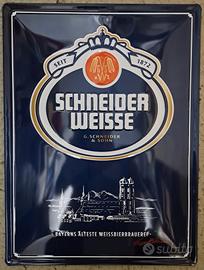 SEIT 1872
SCHNEIDER
WEISSE
G. SCHNEIDER
& SOHN
BAYERNS ÄLTESTE WEISSBIERBRAUEREI
subito